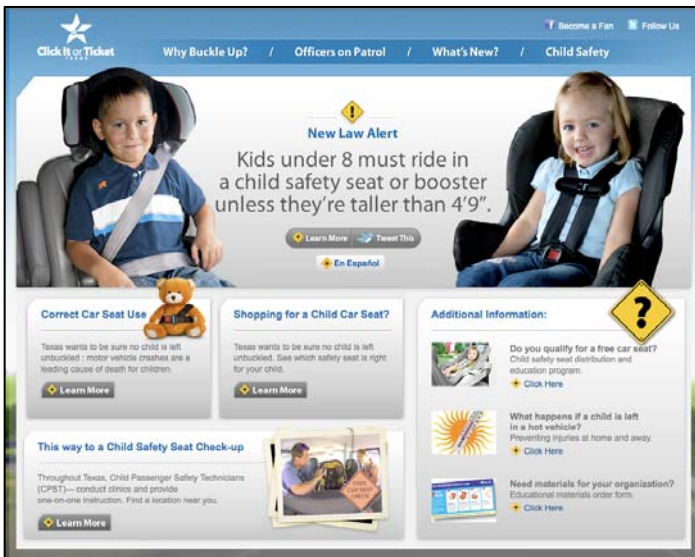 Click It or Ticket
TEXAS
Become a Fan
Follow Us
Why Buckle Up? / Officers on Patrol / What's New? / Child Safety
!
New Law Alert
Kids under 8 must ride in
a child safety seat or booster
unless they're taller than 4'9".
Learn More
Tweet This
En Español
Correct Car Seat Use
Texas wants to be sure no child is left
unbuckled : motor vehicle crashes are a
leading cause of death for children.
Learn More
Shopping for a Child Car Seat?
Texas wants to be sure no child is left
unbuckled. See which safety seat is right
for your child.
Learn More
This way to a Child Safety Seat Check-up
Throughout Texas, Child Passenger Safety Technicians
(CPST)— conduct clinics and provide
one-on-one instruction. Find a location near you.
Learn More
FREE
CAR SEAT
CHECK
Additional Information:
?
Do you qualify for a free car seat?
Child safety seat distribution and
education program.
Click Here
What happens if a child is left
in a hot vehicle?
Preventing injuries at home and away.
Click Here
Need materials for your organization?
Educational materials order form.
Click Here